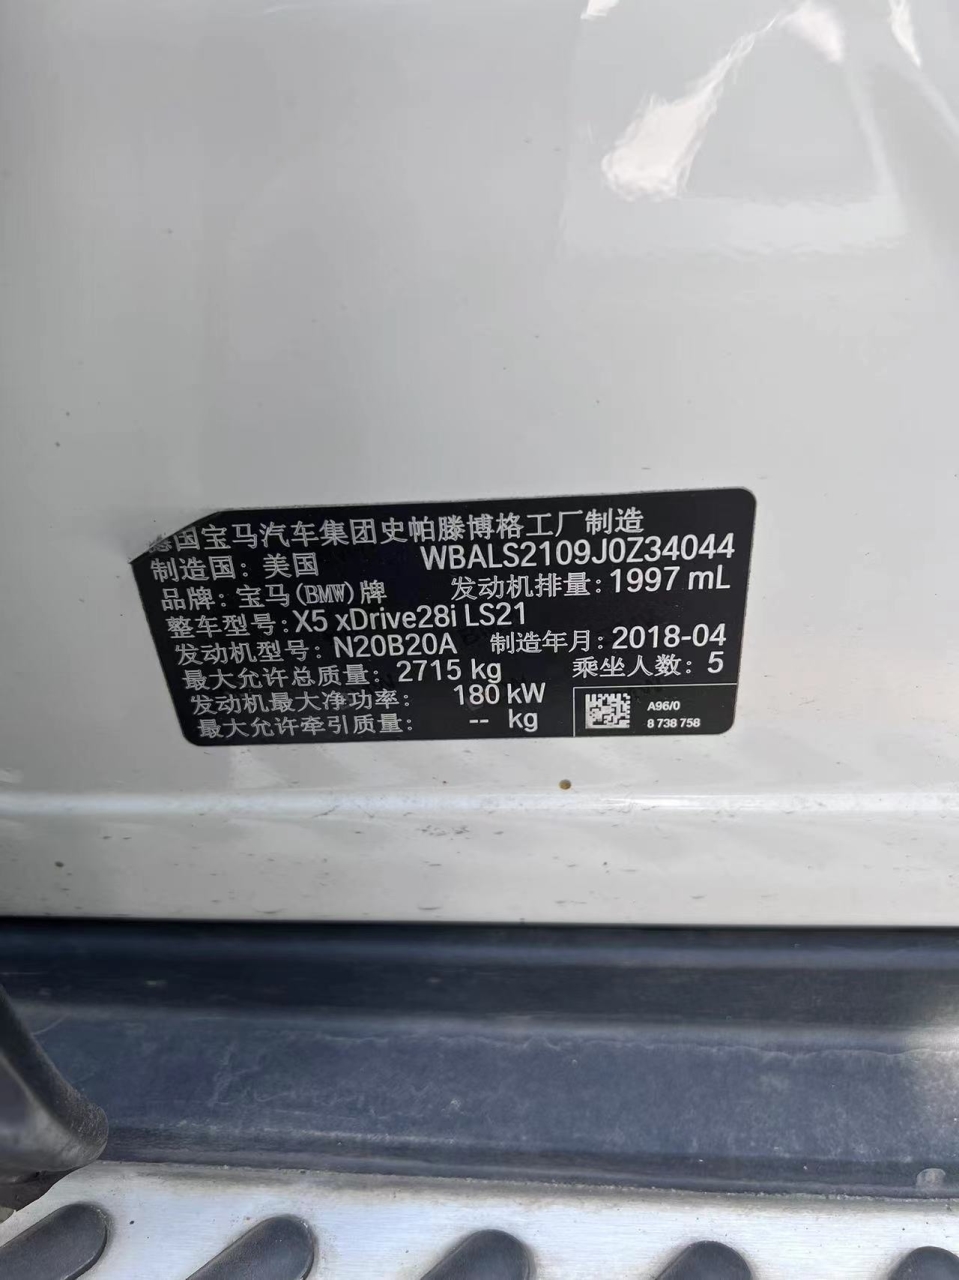 德国宝马汽车集团史帕滕博格工厂制造
制造国: 美国 WBALS2109J0Z34044
品牌: 宝马(BMW)牌 发动机排量: 1997 mL
整车型号: X5 xDrive28i LS21
发动机型号: N20B20A 制造年月: 2018-04
最大允许总质量: 2715 kg 乘坐人数: 5
发动机最大净功率: 180 kW
最大允许牵引质量: -- kg
A96/0
8 738 758